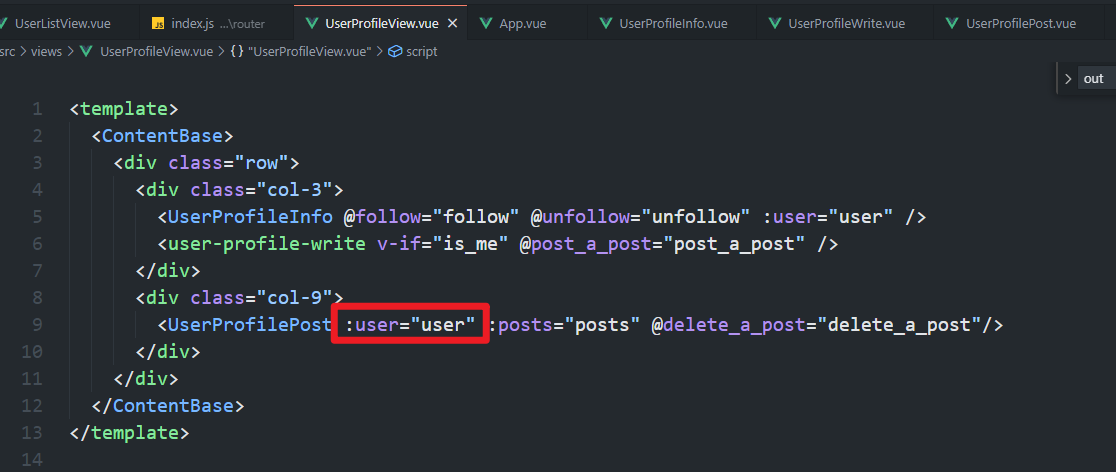 UserListView.vue index.js ...\router UserProfileView.vue App.vue UserProfileInfo.vue UserProfileWrite.vue UserProfilePost.vue
src > views > UserProfileView.vue > {} "UserProfileView.vue" > script
> out
1 <template>
2 <ContentBase>
3 <div class="row">
4 <div class="col-3">
5 <UserProfileInfo @follow="follow" @unfollow="unfollow" :user="user" />
6 <user-profile-write v-if="is_me" @post_a_post="post_a_post" />
7 </div>
8 <div class="col-9">
9 <UserProfilePost :user="user" :posts="posts" @delete_a_post="delete_a_post"/>
10 </div>
11 </div>
12 </ContentBase>
13 </template>
14